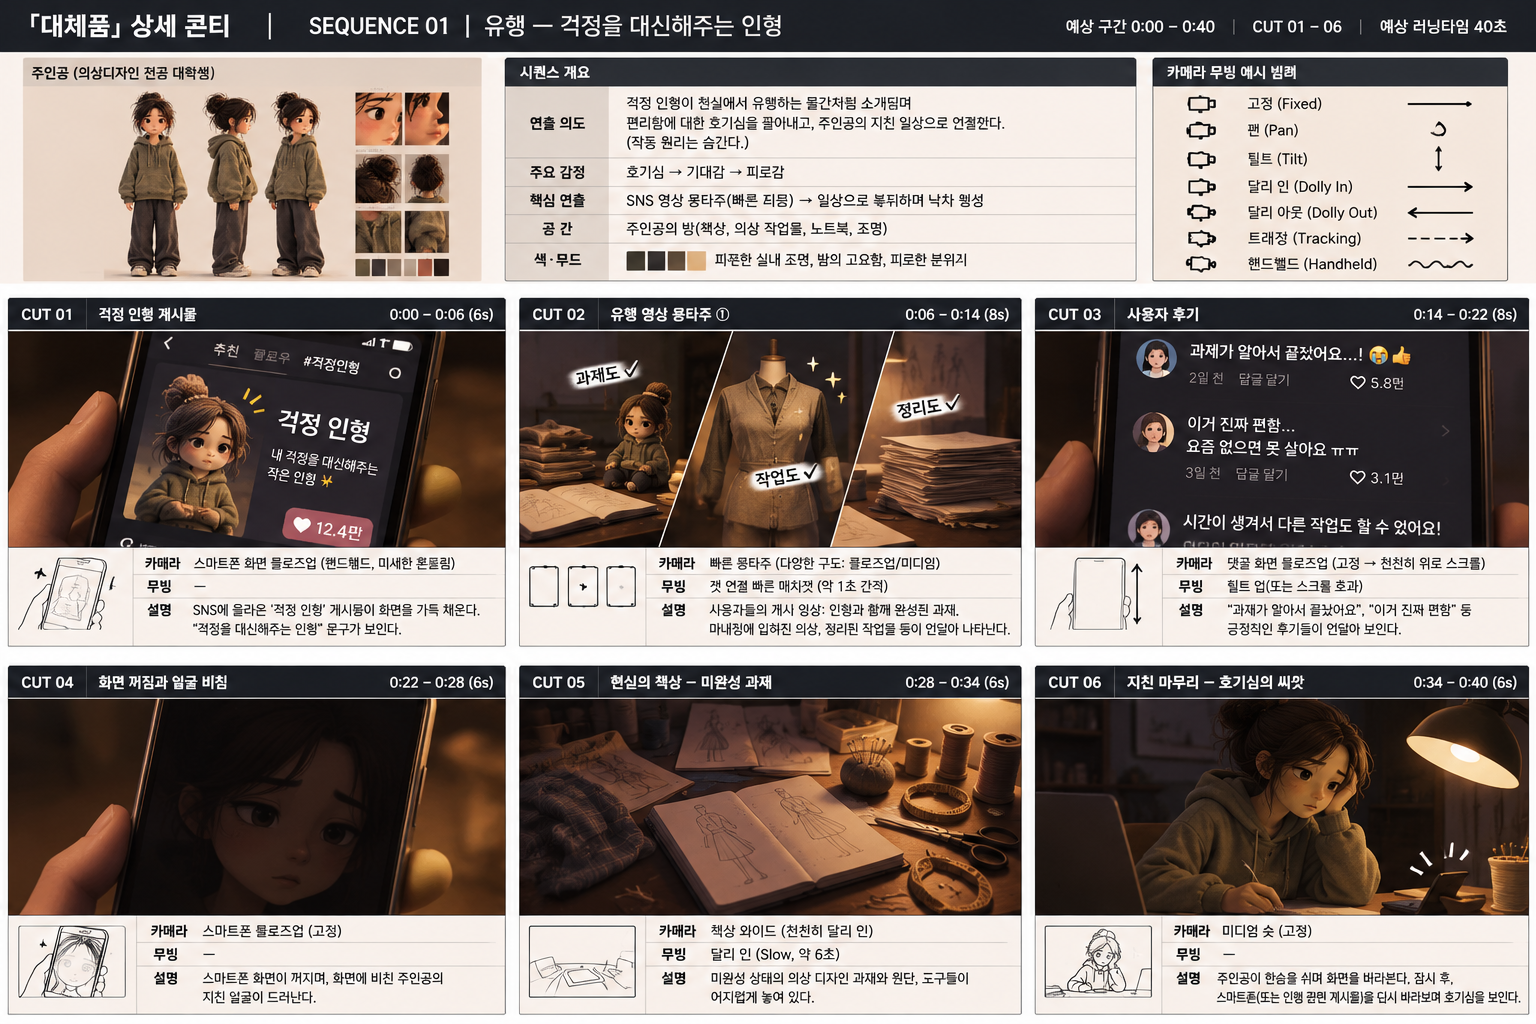 「대체품」 상세 콘티 | SEQUENCE 01 | 유행 — 걱정을 대신해주는 인형
예상 구간 0:00 – 0:40 | CUT 01 – 06 | 예상 러닝타임 40초
주인공 (의상디자인 전공 대학생)
시퀀스 개요
연출 의도
걱정 인형이 현실에서 유행하는 물건처럼 소개되며
편리함에 대한 호기심을 끌어내고, 주인공의 지친 일상으로 연결한다.
(작동 원리는 숨긴다.)
주요 감정 호기심 → 기대감 → 피로감
핵심 연출 SNS 영상 몽타주(빠른 리듬) → 일상으로
공 간 주인공의 방(책상, 의상 작업물, 노트북, 조명)
색·무드 실내 조명, 밤의 고요함, 피로한 분위기
카메라 무빙 예시 범례
고정 (Fixed)
팬 (Pan)
틸트 (Tilt)
달리 인 (Dolly In)
달리 아웃 (Dolly Out)
트래킹 (Tracking)
핸드헬드 (Handheld)
CUT 01 걱정 인형 게시물 0:00 – 0:06 (6s)
추천 팔로우 #걱정인형
걱정 인형
내 걱정을 대신해주는
작은 인형
12.4만
카메라 스마트폰 화면 클로즈업 (핸드헬드, 미세한 흔들림)
무빙 —
설명 SNS에 올라온 '걱정 인형' 게시물이 화면을 가득 채운다.
"걱정을 대신해주는 인형" 문구가 보인다.
CUT 02 유행 영상 몽타주 ① 0:06 – 0:14 (8s)
과제도 ✓
작업도 ✓
정리도 ✓
카메라 빠른 몽타주 (다양한 구도: 클로즈업/미디엄)
무빙 컷 연결 빠른 매치컷 (약 1초 간격)
설명 사용자들의 게시 영상: 인형과 함께 완성된 과제,
마네킹에 입혀진 의상, 정리된 작업물 등이 연달아 나타난다.
CUT 03 사용자 후기 0:14 – 0:22 (8s)
과제가 알아서 끝났어요...! 😭👍
2일 전 답글 달기 ♡ 5.8만
이거 진짜 편함...
요즘 없으면 못 살아요 ㅠㅠ
3일 전 답글 달기 ♡ 3.1만
시간이 생겨서 다른 작업도 할 수 있어요!
카메라 댓글 화면 클로즈업 (고정 → 천천히 위로 스크롤)
무빙 틸트 업(또는 스크롤 효과)
설명 "과제가 알아서 끝났어요", "이거 진짜 편함" 등
긍정적인 후기들이 연달아 보인다.
CUT 04 화면 꺼짐과 얼굴 비침 0:22 – 0:28 (6s)
카메라 스마트폰 클로즈업 (고정)
무빙 —
설명 스마트폰 화면이 꺼지며, 화면에 비친 주인공의
지친 얼굴이 드러난다.
CUT 05 현실의 책상 – 미완성 과제 0:28 – 0:34 (6s)
카메라 책상 와이드 (천천히 달리 인)
무빙 달리 인 (Slow, 약 6초)
설명 미완성 상태의 의상 디자인 과제와 원단, 도구들이
어지럽게 놓여 있다.
CUT 06 지친 마무리 – 호기심의 씨앗 0:34 – 0:40 (6s)
카메라 미디엄 숏 (고정)
무빙 —
설명 주인공이 한숨을 쉬며 화면을 바라본다. 잠시 후,
스마트폰(또는 인형 관련 게시물)을 다시 바라보며 호기심을 보인다.